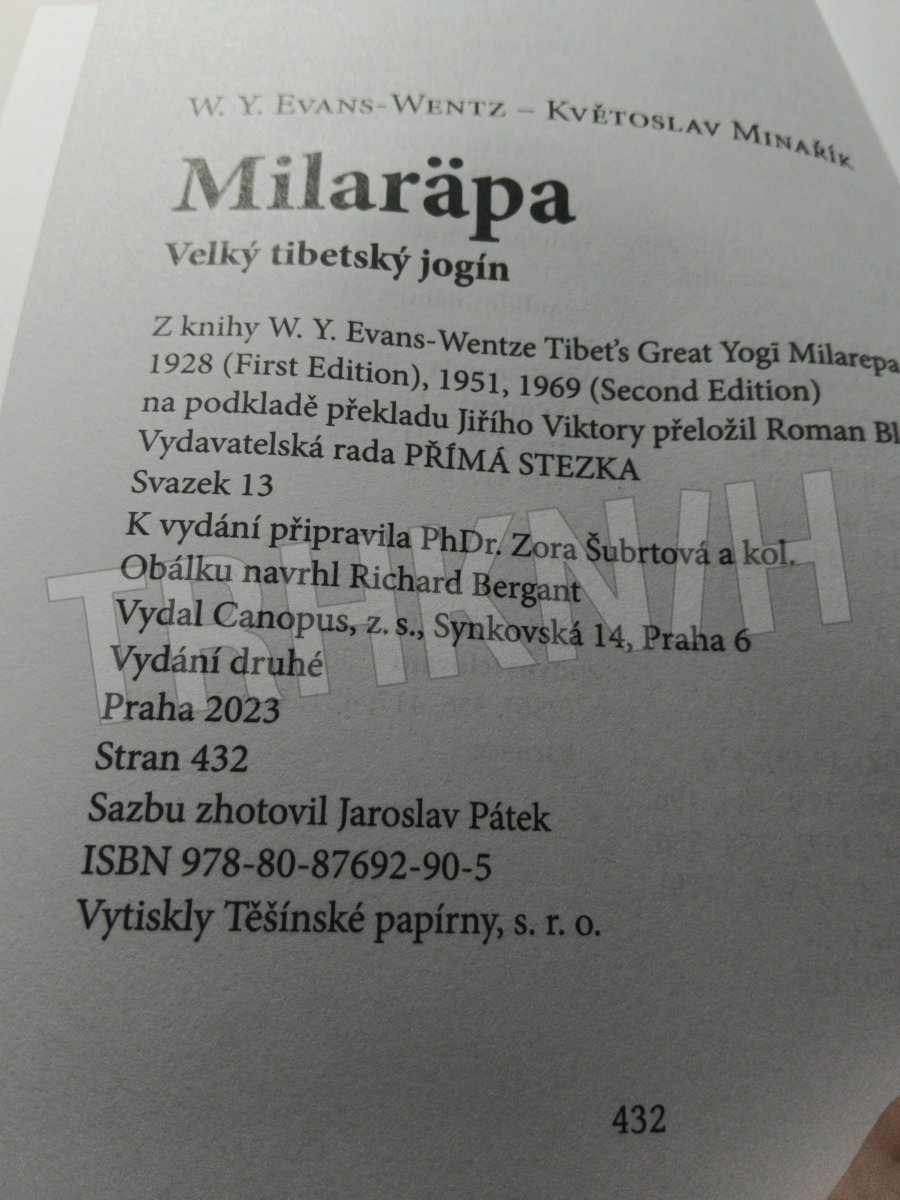 W. Y. Evans-Wentz – Květoslav Minařík
Milaräpa
Velký tibetský jogín
Z knihy W. Y. Evans-Wentze Tibet's Great Yogī Milarepa
1928 (First Edition), 1951, 1969 (Second Edition)
na podkladě překladu Jiřího Viktory přeložil Roman
Vydavatelská rada PŘÍMÁ STEZKA
Svazek 13
K vydání připravila PhDr. Zora Šubrtová a kol.
Obálku navrhl Richard Bergant
Vydal Canopus, z. s., Synkovská 14, Praha 6
Vydání druhé
Praha 2023
Stran 432
Sazbu zhotovil Jaroslav Pátek
ISBN 978-80-87692-90-5
Vytiskly Těšínské papírny, s. r. o.
432
TBHKN/H